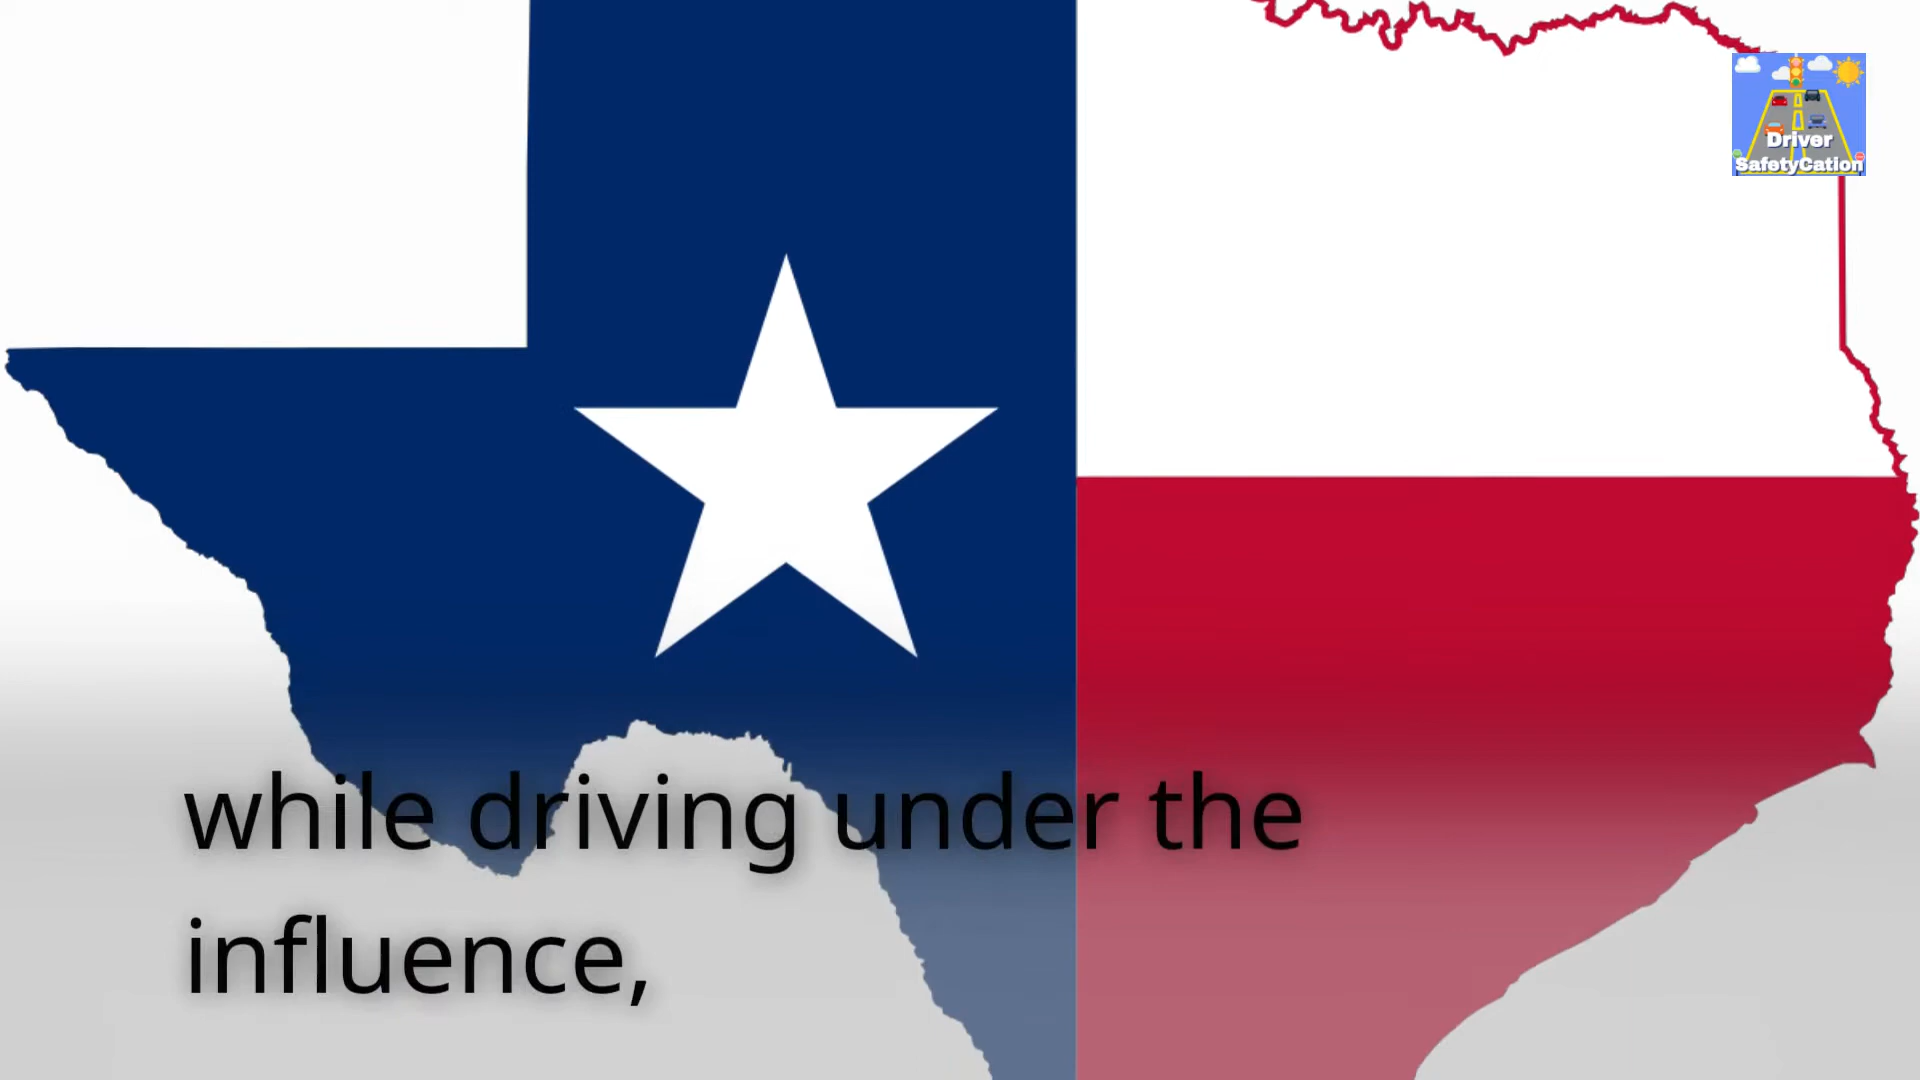 Driver
SafetyCation
while driving under the
influence,